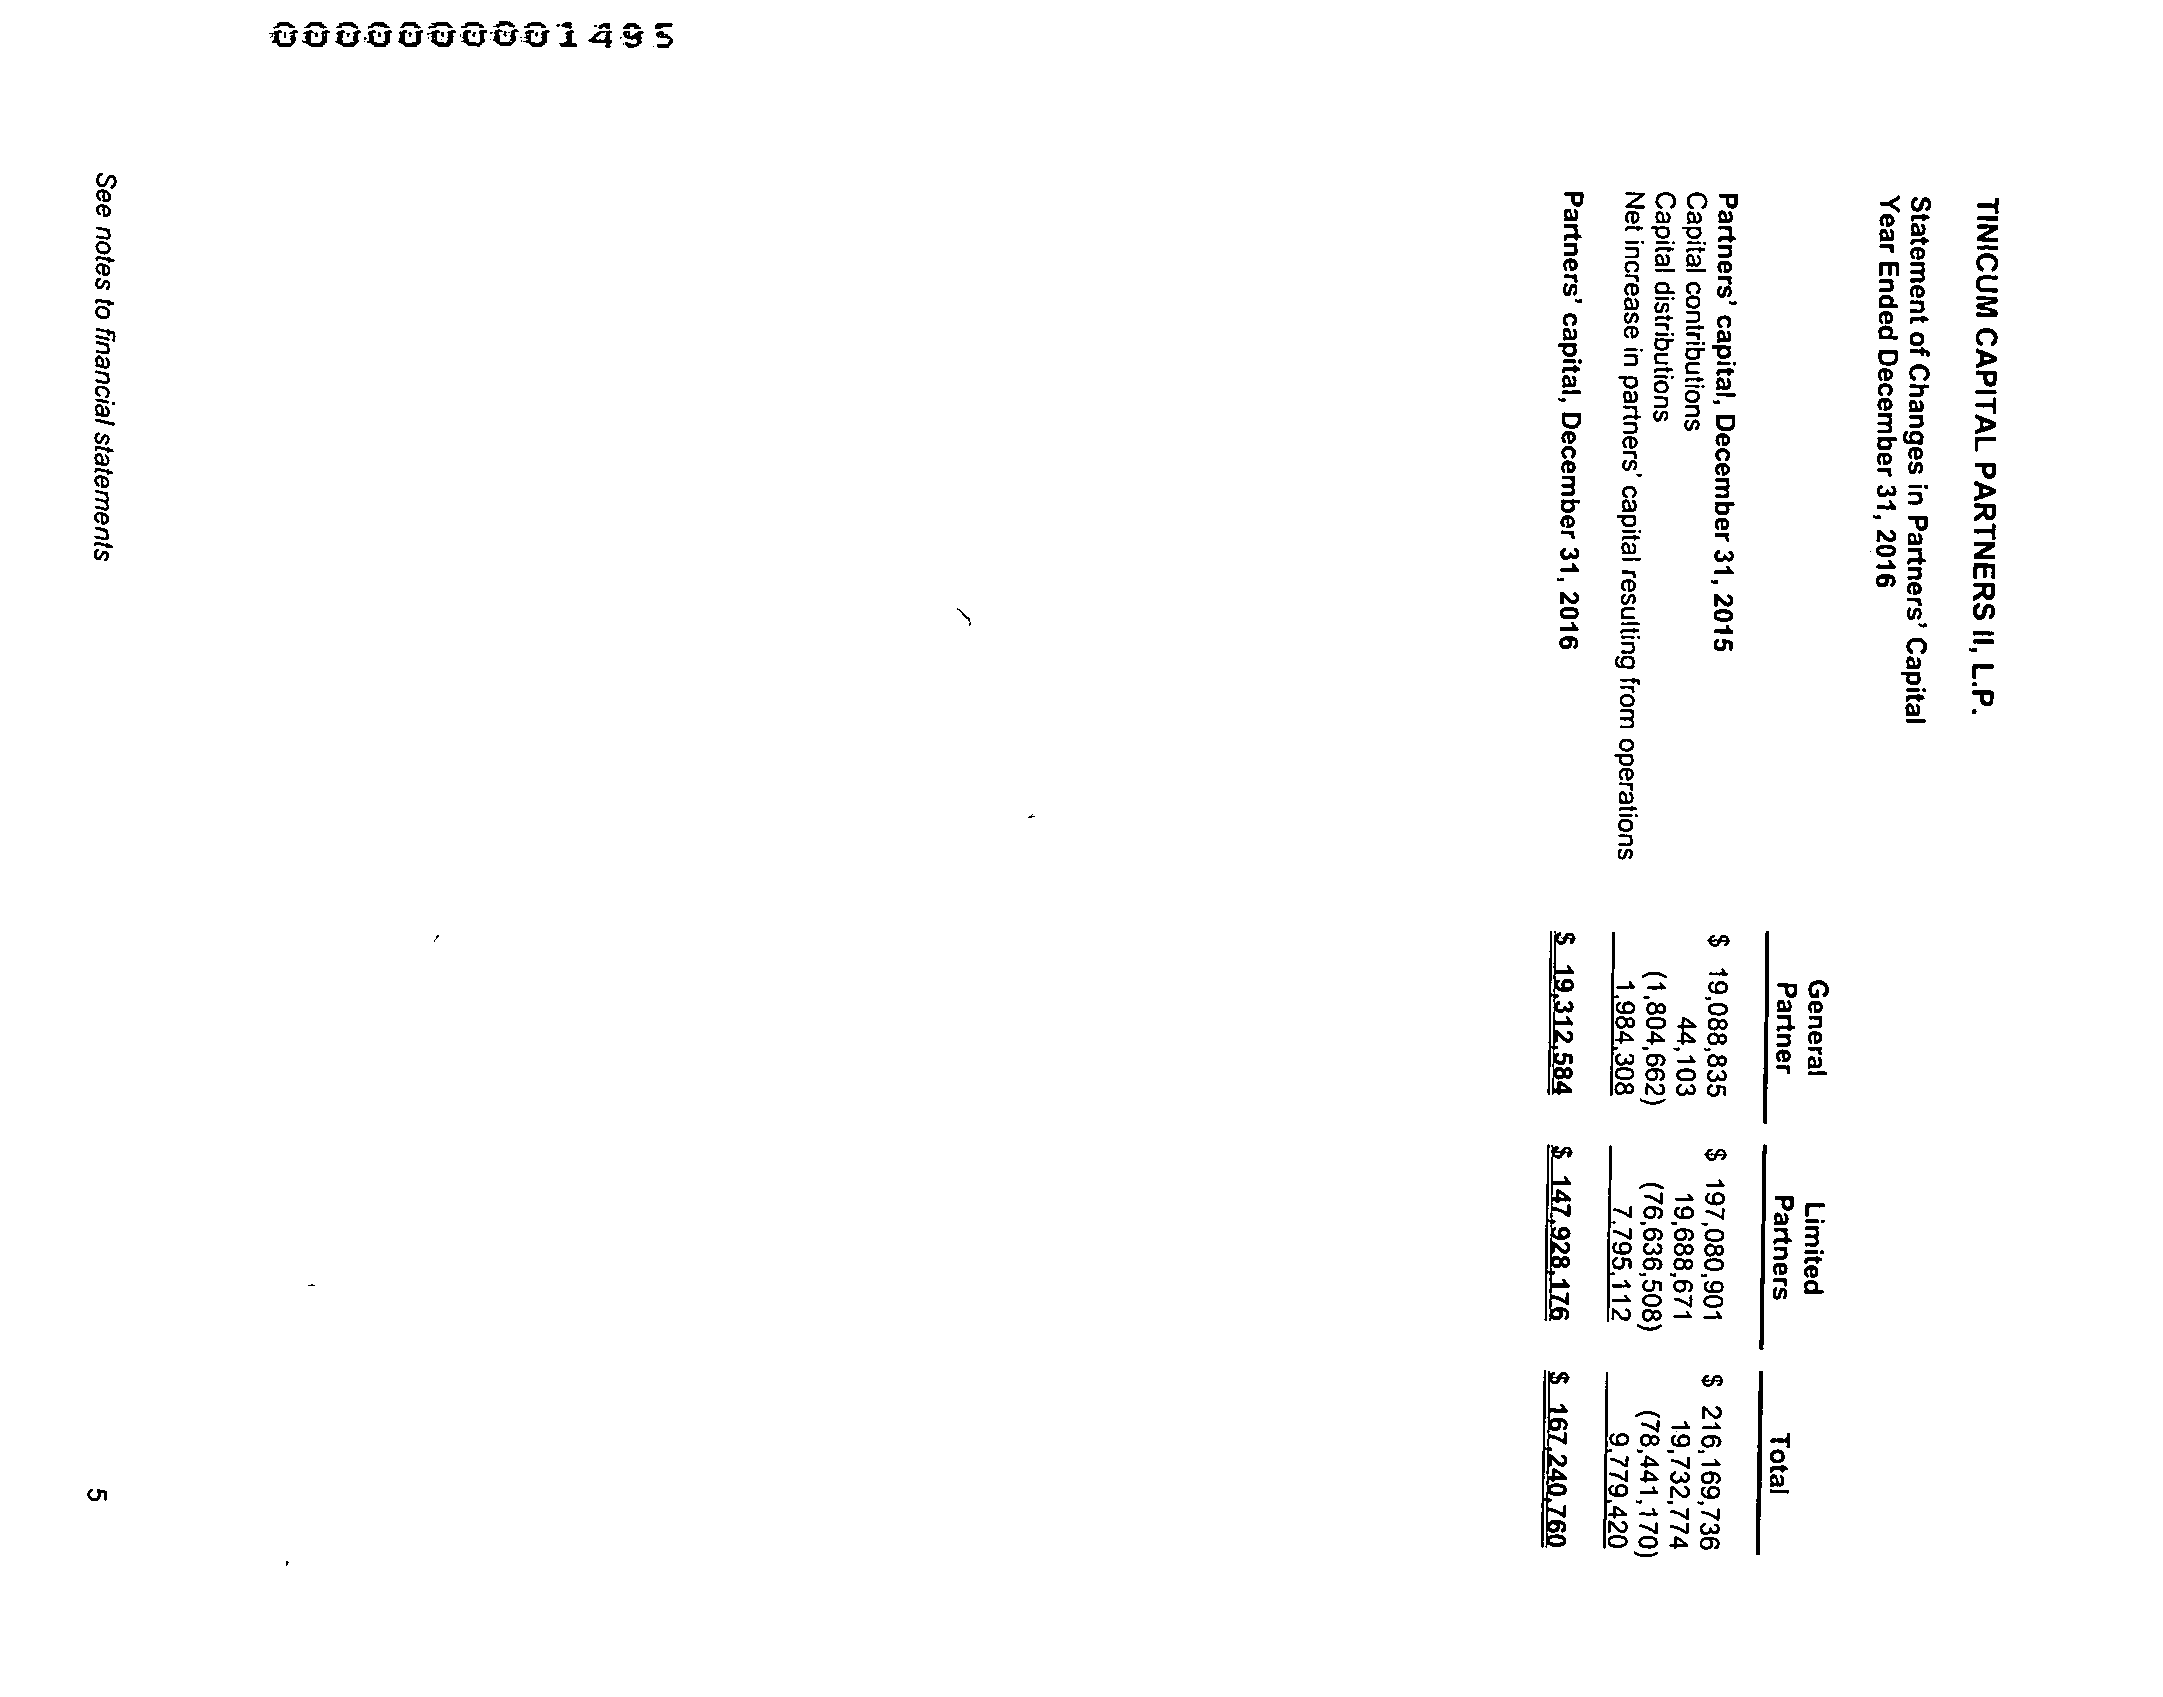 000000001495
TINICUM CAPITAL PARTNERS II, L.P.
Statement of Changes in Partners' Capital
Year Ended December 31, 2016
General Partner Limited Partners Total
Partners' capital, December 31, 2015 $ 19,088,835 $ 197,080,901 $ 216,169,736
Capital contributions 44,103 19,688,671 19,732,774
Capital distributions (1,804,662) (76,636,508) (78,441,170)
Net increase in partners' capital resulting from operations 1,984,308 7,795,112 9,779,420
Partners' capital, December 31, 2016 $ 19,312,584 $ 147,928,176 $ 167,240,760
See notes to financial statements 5